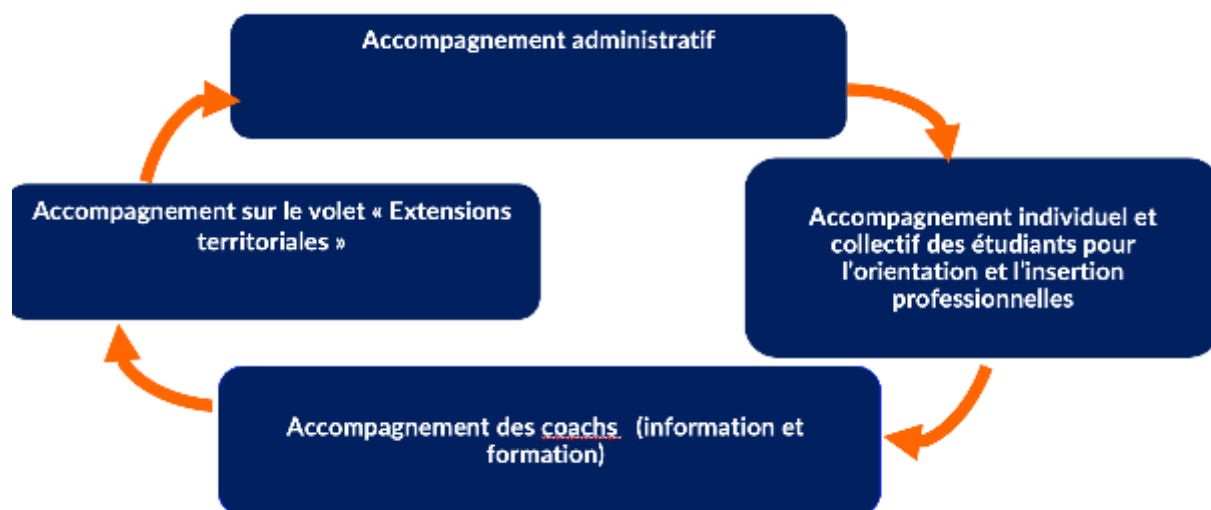 Accompagnement administratif
Accompagnement individuel et
collectif des étudiants pour
l'orientation et l'insertion
professionnelles
Accompagnement des coachs (information et
formation)
Accompagnement sur le volet « Extensions
territoriales »